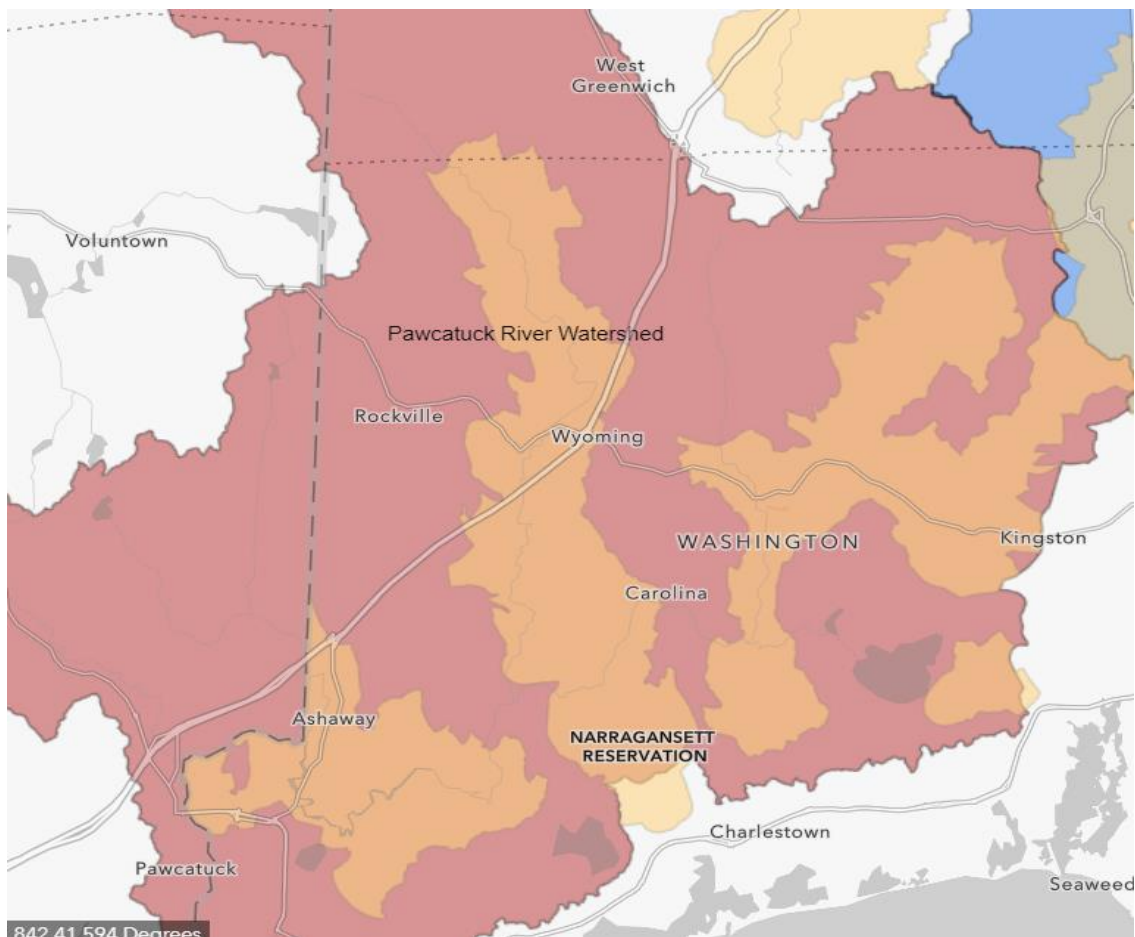 West
Greenwich
Voluntown
Pawcatuck River Watershed
Rockville
Wyoming
WASHINGTON
Kingston
Carolina
Ashaway
NARRAGANSETT
RESERVATION
Charlestown
Pawcatuck
Seaweed
842 41.594 Degrees